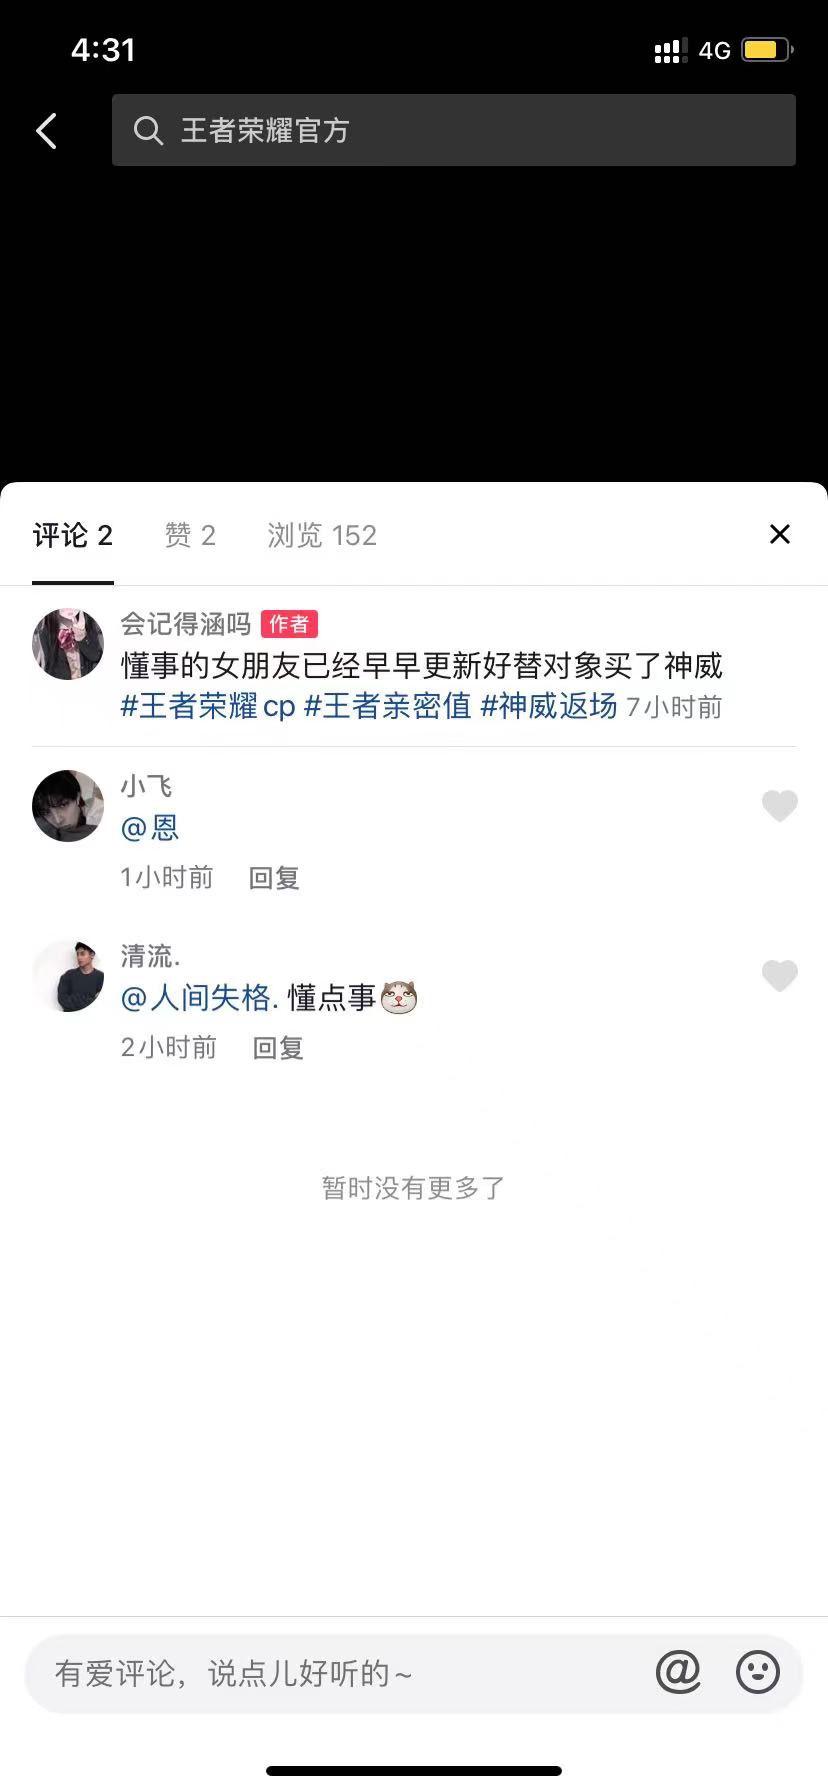 4:31
4G
王者荣耀官方
评论 2
赞 2
浏览 152
会记得涵吗 作者
懂事的女朋友已经早早更新好替对象买了神威
#王者荣耀cp #王者亲密值 #神威返场 7小时前
小飞
@恩
1小时前 回复
清流.
@人间失格. 懂点事
2小时前 回复
暂时没有更多了
有爱评论，说点儿好听的~